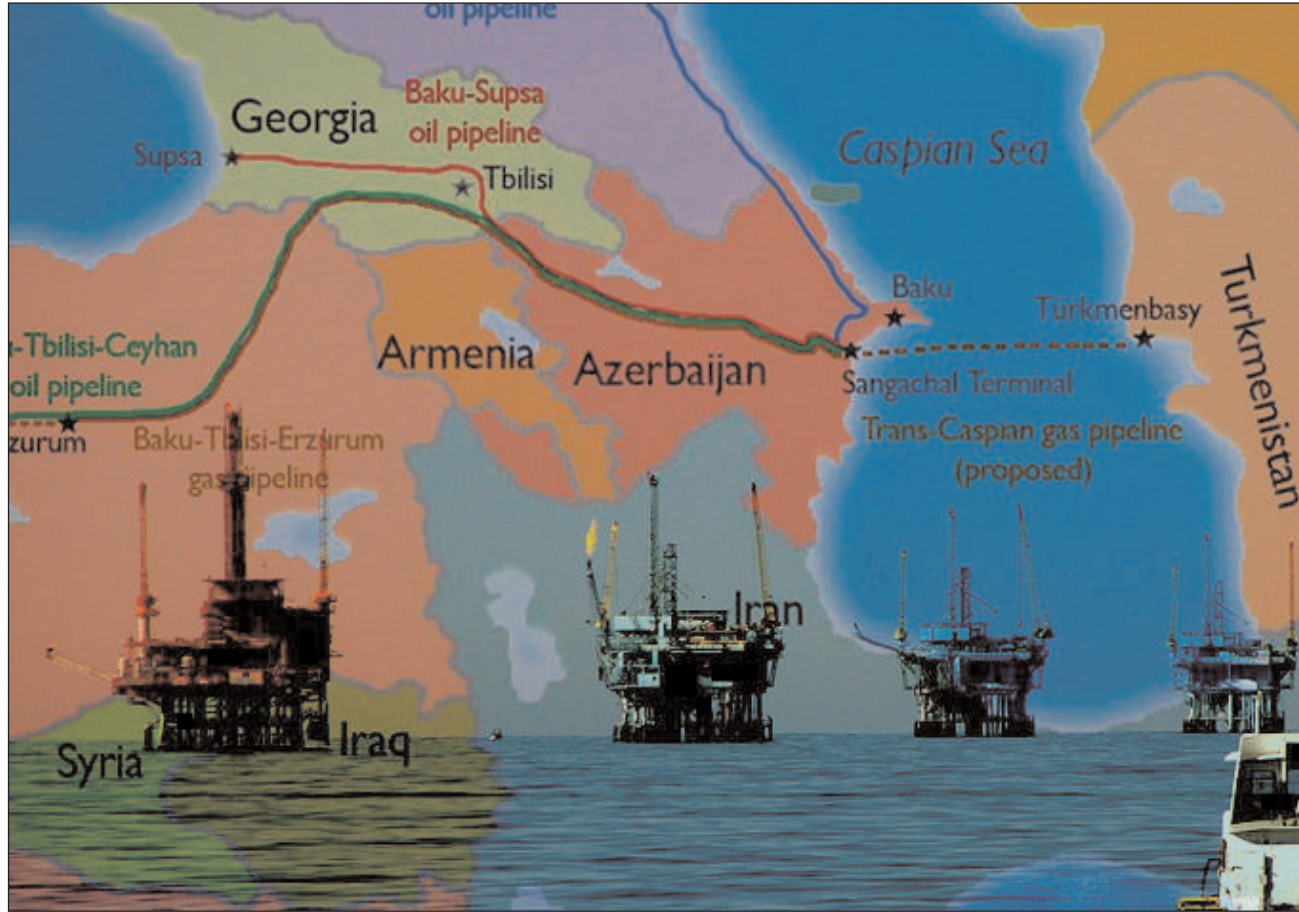 oil pipeline
Georgia
Baku-Supsa
oil pipeline
Supsa
Tbilisi
Caspian Sea
Baku
Türkmenbasy
Turkmenistan
-Tbilisi-Ceyhan
oil pipeline
Armenia
Azerbaijan
Sangachal Terminal
Trans-Caspian gas pipeline
(proposed)
zurum
Baku-Tbilisi-Erzurum
gas pipeline
Iran
Iraq
Syria